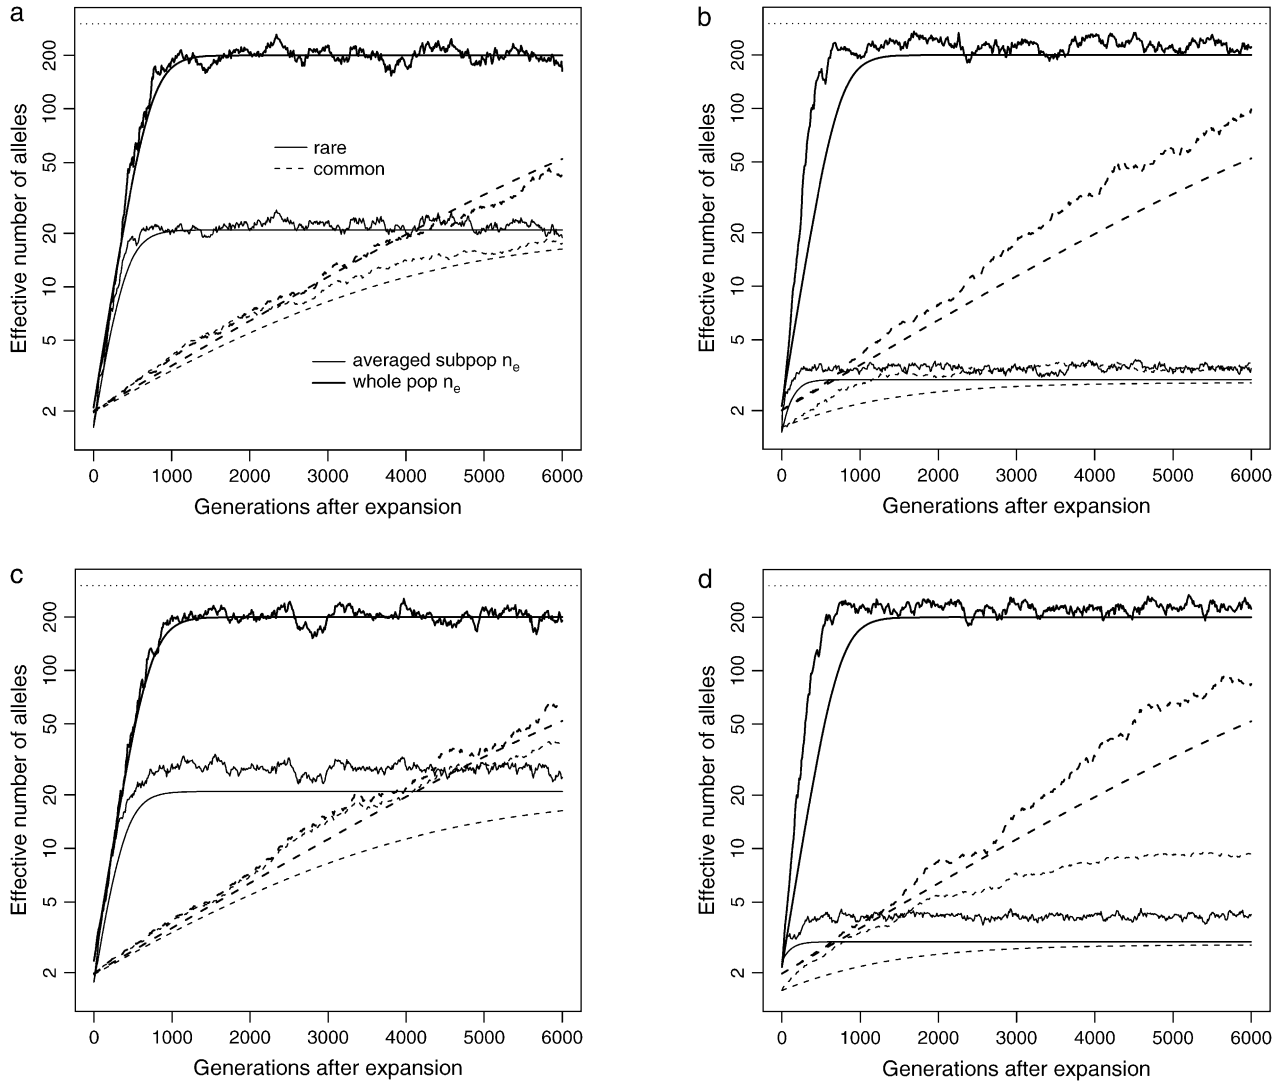 a
Effective number of alleles
200
100
50
20
10
5
2
rare
common
averaged subpop nₑ
whole pop nₑ
0 1000 2000 3000 4000 5000 6000
Generations after expansion
b
Effective number of alleles
200
100
50
20
10
5
2
0 1000 2000 3000 4000 5000 6000
Generations after expansion
c
Effective number of alleles
200
100
50
20
10
5
2
0 1000 2000 3000 4000 5000 6000
Generations after expansion
d
Effective number of alleles
200
100
50
20
10
5
2
0 1000 2000 3000 4000 5000 6000
Generations after expansion